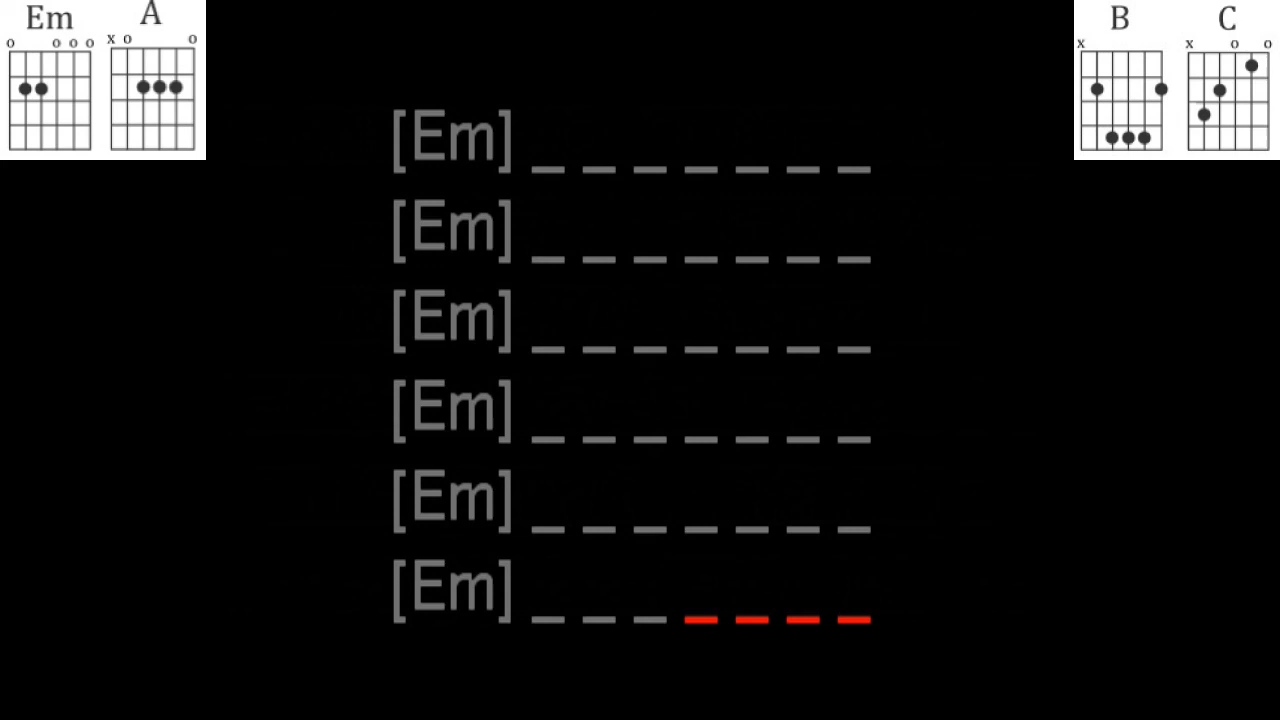 Em A B C
o o o o x o o x x o o
[Em] _ _ _ _ _ _ _
[Em] _ _ _ _ _ _ _
[Em] _ _ _ _ _ _ _
[Em] _ _ _ _ _ _ _
[Em] _ _ _ _ _ _ _
[Em] _ _ _ _ _ _ _